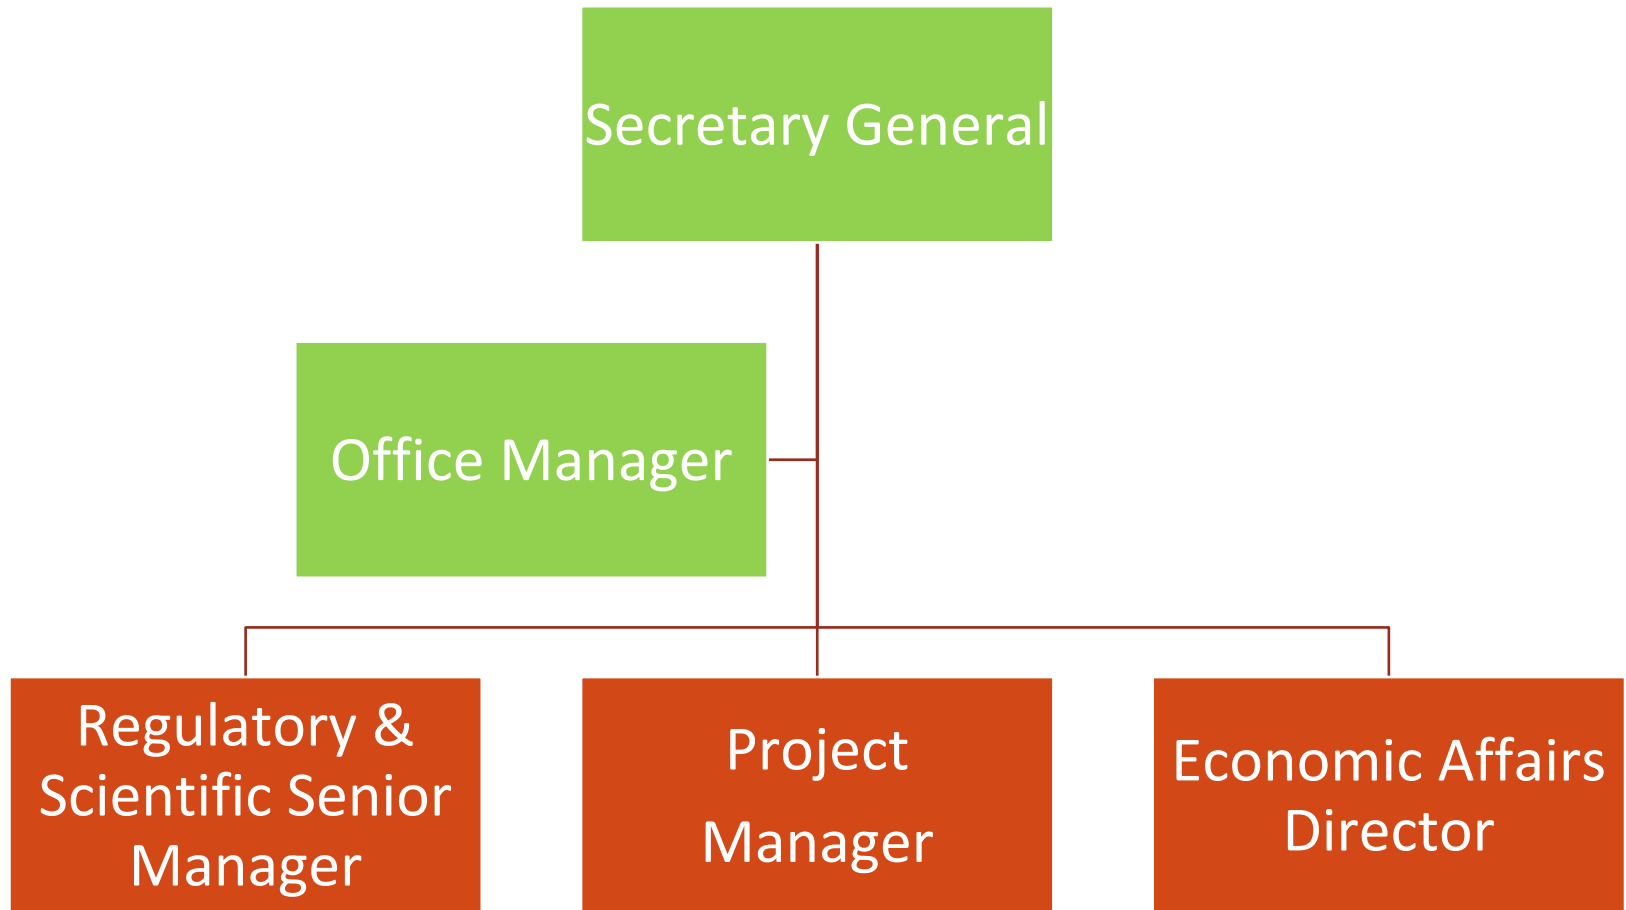 Secretary General
Office Manager
Regulatory &
Scientific Senior
Manager
Project
Manager
Economic Affairs
Director